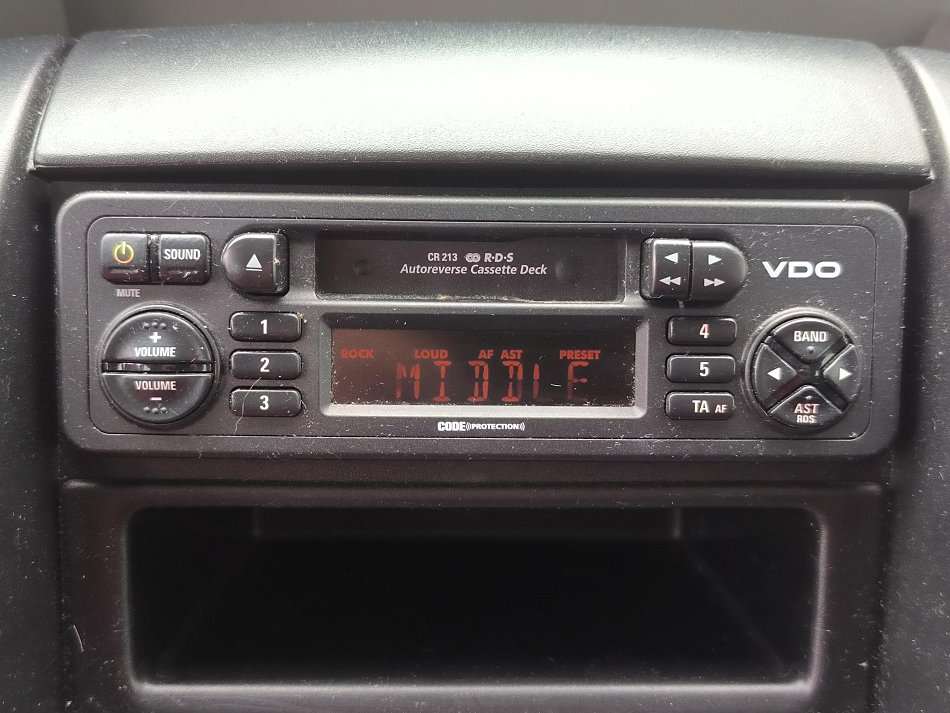 SOUND
MUTE
CR 213 R·D·S
Autoreverse Cassette Deck
VDO
+
VOLUME
VOLUME
−
1
2
3
ROCK LOUD AF AST PRESET
MIDDLE
CODE((PROTECTION))
4
5
TA AF
BAND
AST
RDS